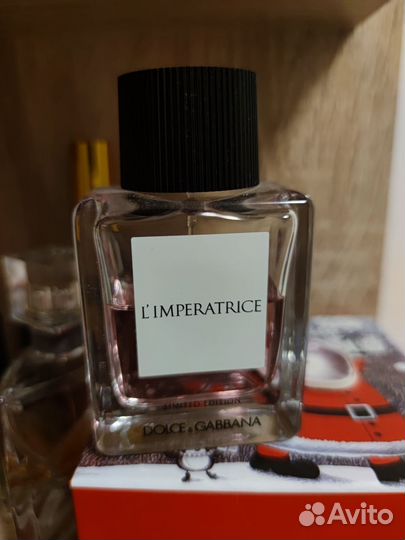 L'IMPERATRICE
LIMITED EDITION
DOLCE & GABBANA
Avito